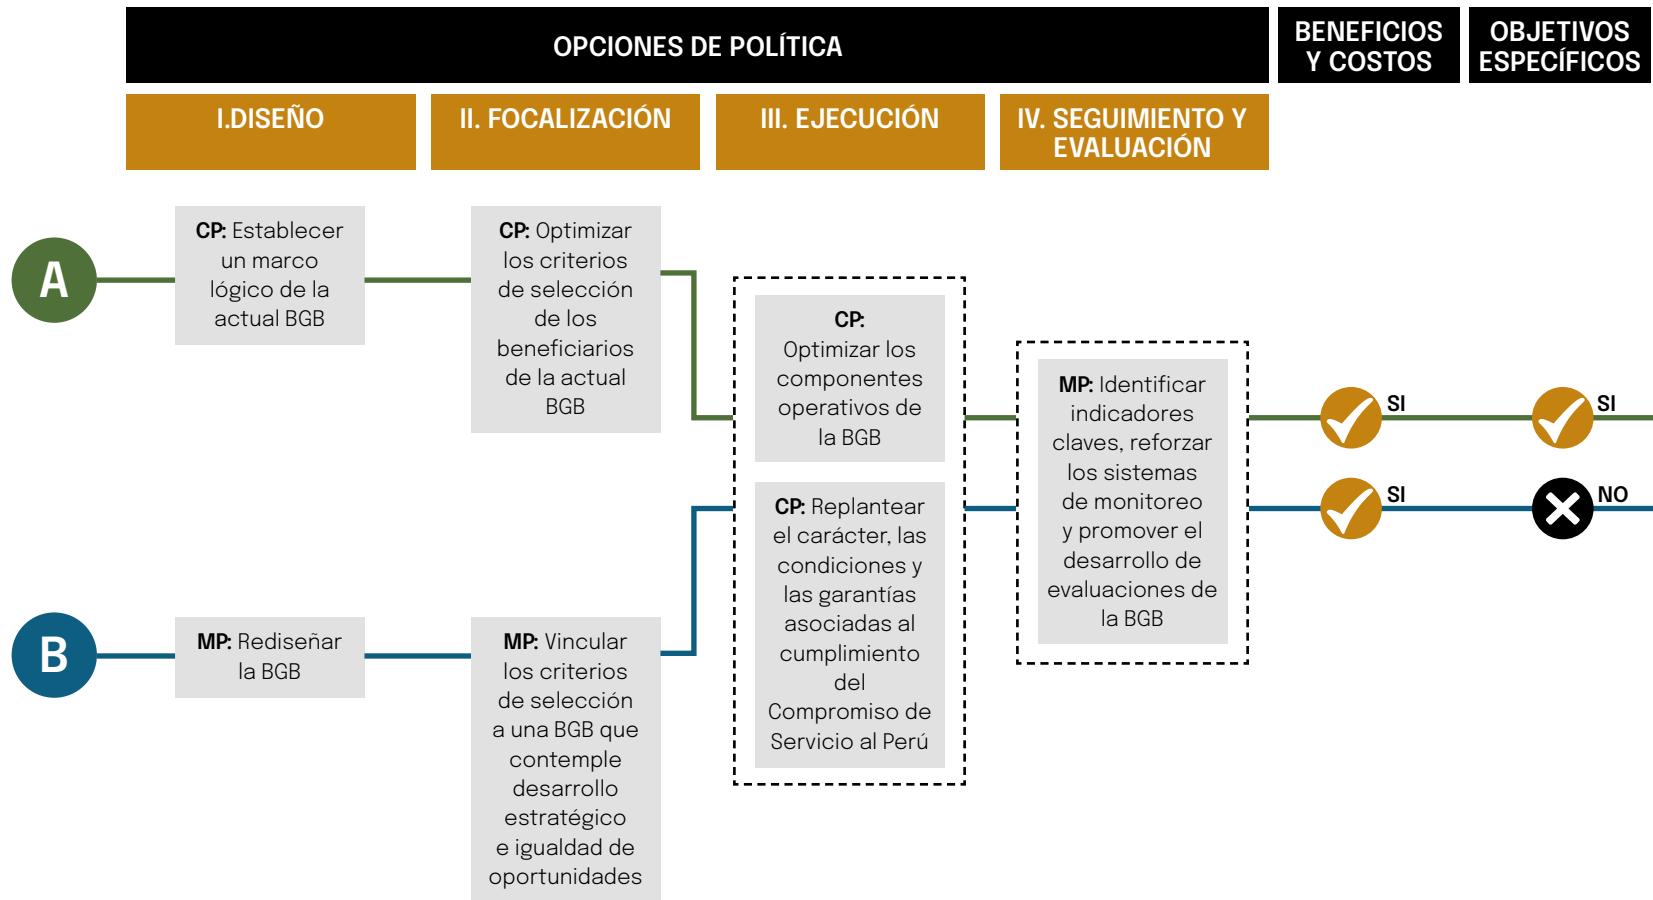 OPCIONES DE POLÍTICA
BENEFICIOS
Y COSTOS
OBJETIVOS
ESPECÍFICOS
I.DISEÑO
II. FOCALIZACIÓN
III. EJECUCIÓN
IV. SEGUIMIENTO Y
EVALUACIÓN
A
CP: Establecer
un marco
lógico de la
actual BGB
CP: Optimizar
los criterios
de selección
de los
beneficiarios
de la actual
BGB
CP:
Optimizar los
componentes
operativos de
la BGB
CP: Replantear
el carácter, las
condiciones y
las garantías
asociadas al
cumplimiento
del
Compromiso de
Servicio al Perú
MP: Identificar
indicadores
claves, reforzar
los sistemas
de monitoreo
y promover el
desarrollo de
evaluaciones de
la BGB
SI
SI
SI
NO
B
MP: Rediseñar
la BGB
MP: Vincular
los criterios
de selección
a una BGB que
contemple
desarrollo
estratégico
e igualdad de
oportunidades